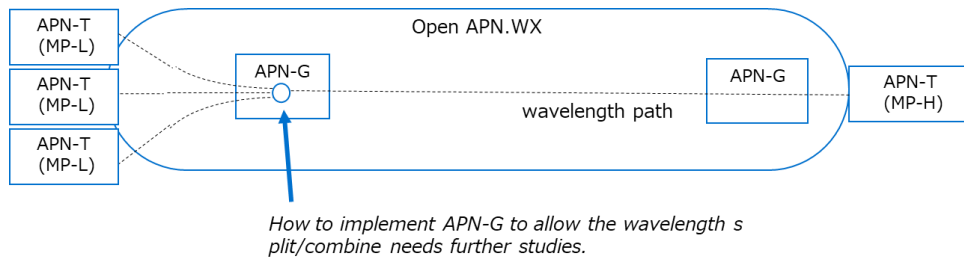 APN-T
(MP-L)
Open APN.WX
APN-T
(MP-L)
APN-T
(MP-L)
APN-G
wavelength path
APN-G
APN-T
(MP-H)
How to implement APN-G to allow the wavelength s
plit/combine needs further studies.